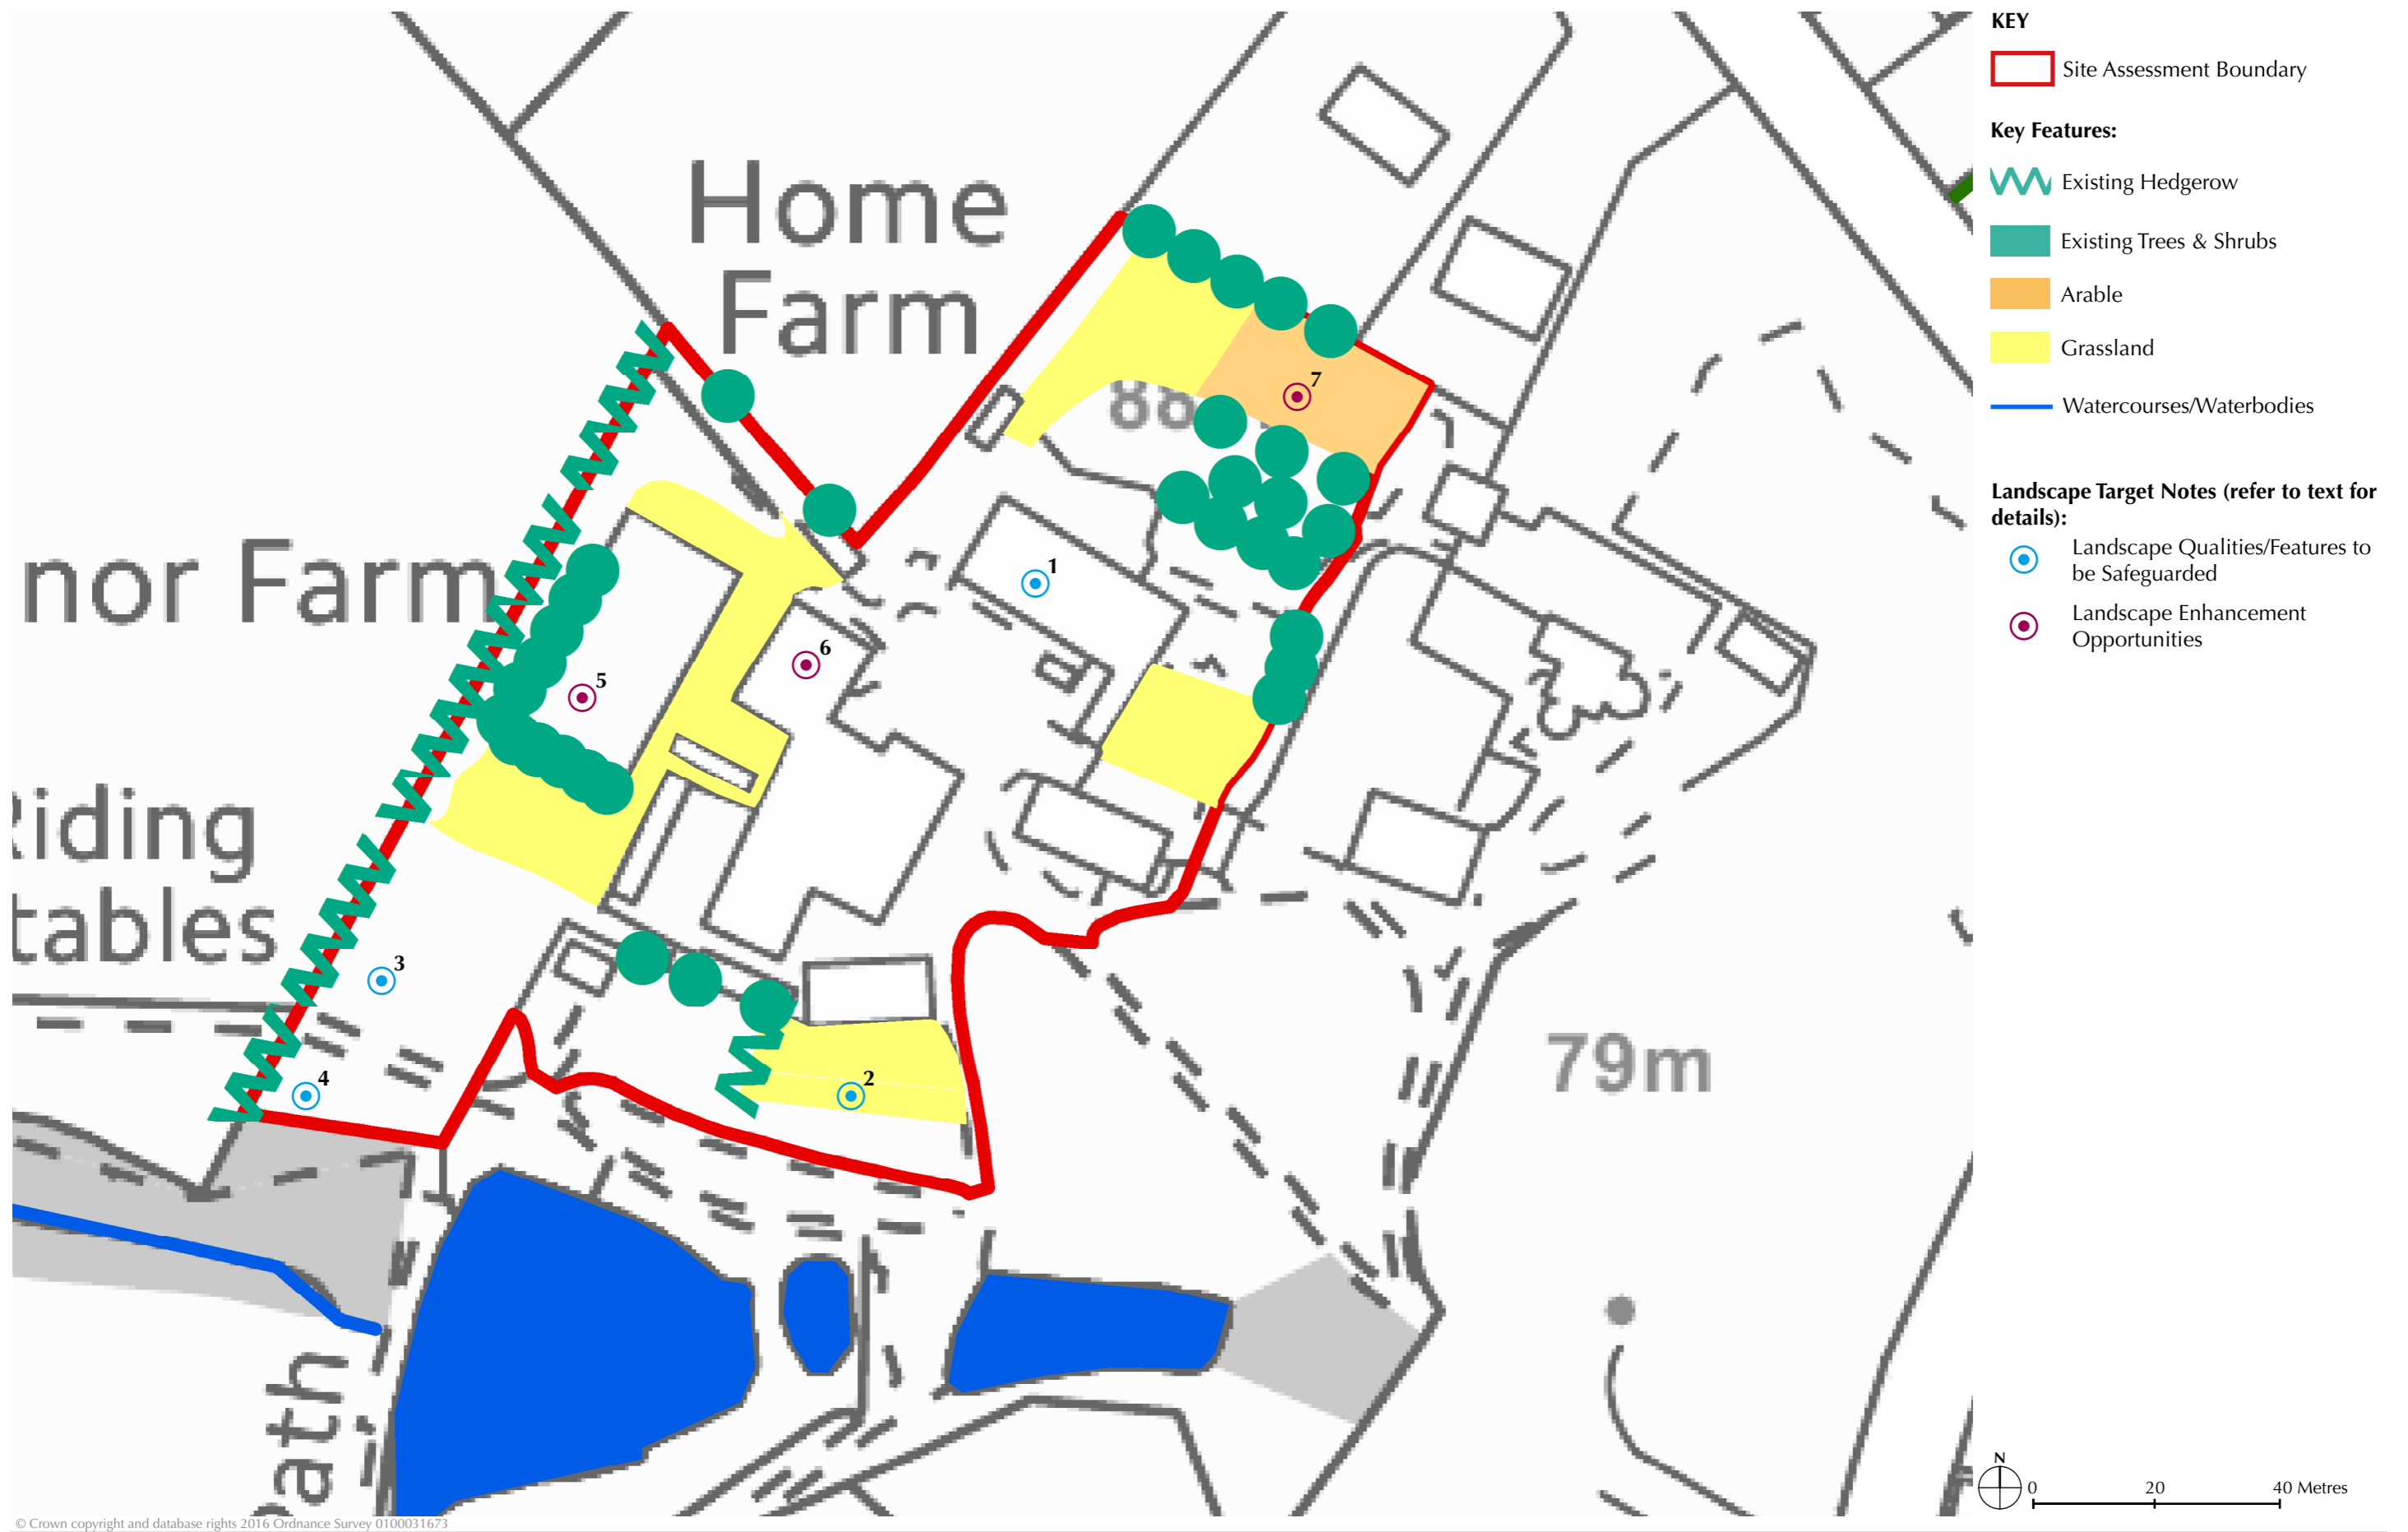 Home
Farm
nor Farm
Riding
tables
ath
88
79m
1
2
3
4
5
6
7
KEY
Site Assessment Boundary
Key Features:
Existing Hedgerow
Existing Trees & Shrubs
Arable
Grassland
Watercourses/Waterbodies
Landscape Target Notes (refer to text for
details):
Landscape Qualities/Features to
be Safeguarded
Landscape Enhancement
Opportunities
N
0 20 40 Metres
© Crown copyright and database rights 2016 Ordnance Survey 0100031673